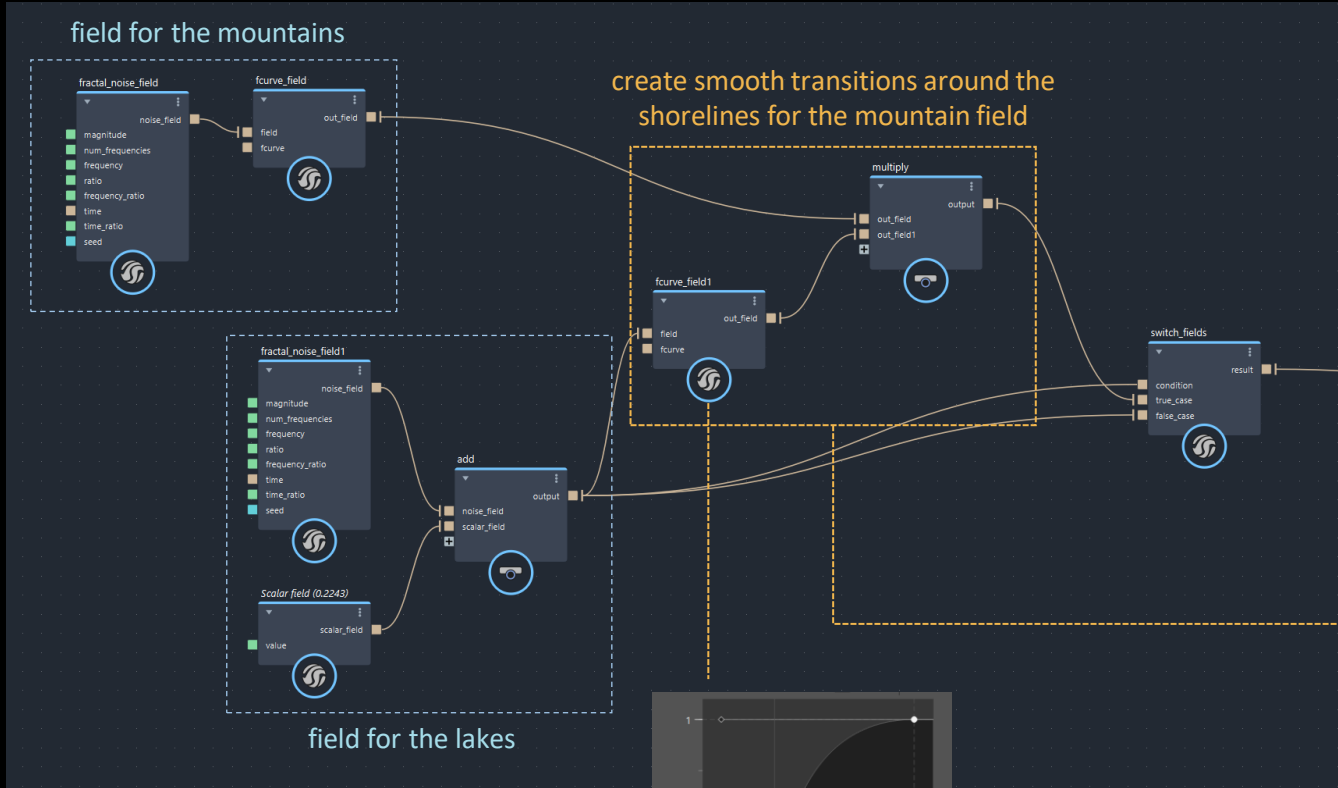 field for the mountains
fractal_noise_field
noise_field
magnitude
num_frequencies
frequency
ratio
frequency_ratio
time
time_ratio
seed
fcurve_field
out_field
field
fcurve
create smooth transitions around the
shorelines for the mountain field
multiply
output
out_field
out_field1
fcurve_field1
out_field
field
fcurve
switch_fields
result
condition
true_case
false_case
fractal_noise_field1
noise_field
magnitude
num_frequencies
frequency
ratio
frequency_ratio
time
time_ratio
seed
add
output
noise_field
scalar_field
Scalar field (0.2243)
scalar_field
value
field for the lakes
1